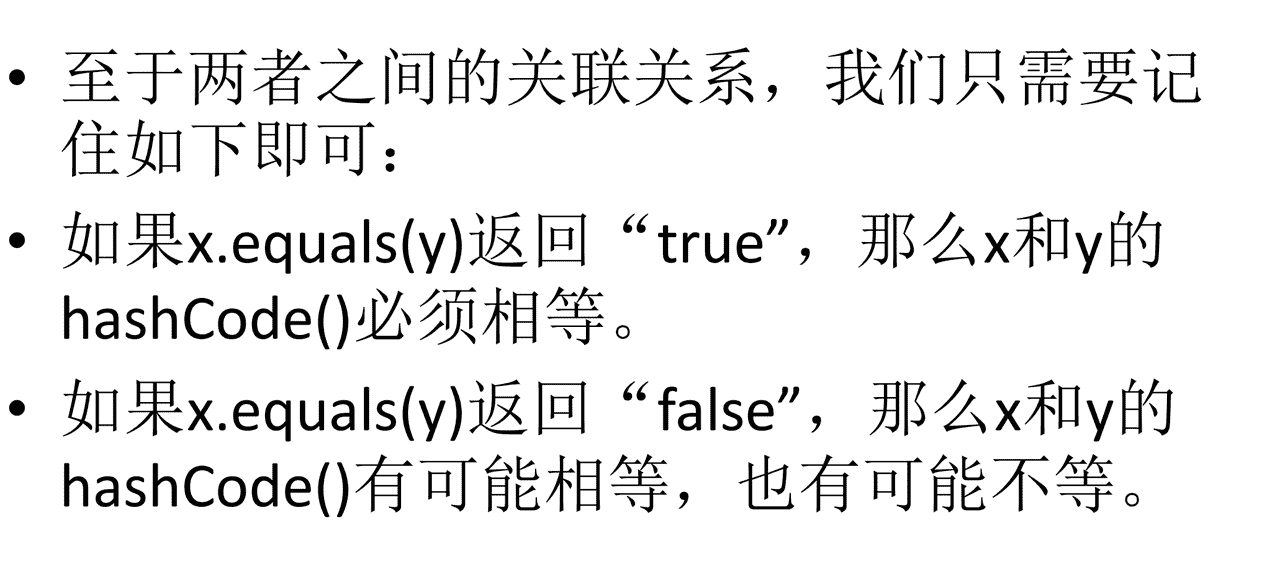 • 至于两者之间的关联关系，我们只需要记
住如下即可：
• 如果x.equals(y)返回“true”，那么x和y的
hashCode()必须相等。
• 如果x.equals(y)返回“false”，那么x和y的
hashCode()有可能相等，也有可能不等。